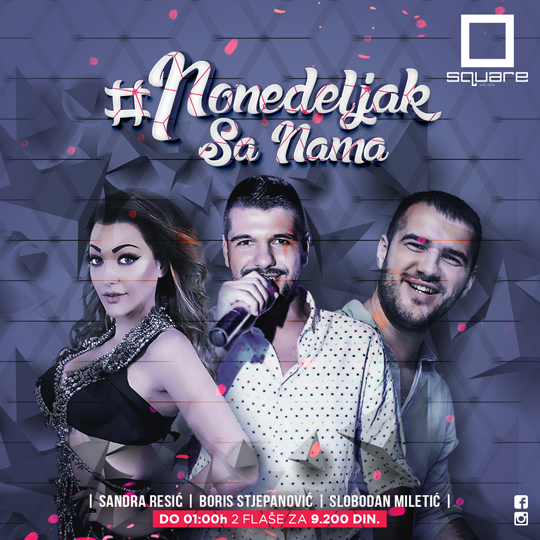 square
#Nonedeljak
Sa Nama
| SANDRA RESIĆ | BORIS STJEPANOVIĆ | SLOBODAN MILETIĆ |
DO 01:00h 2 FLAŠE ZA 9.200 DIN.